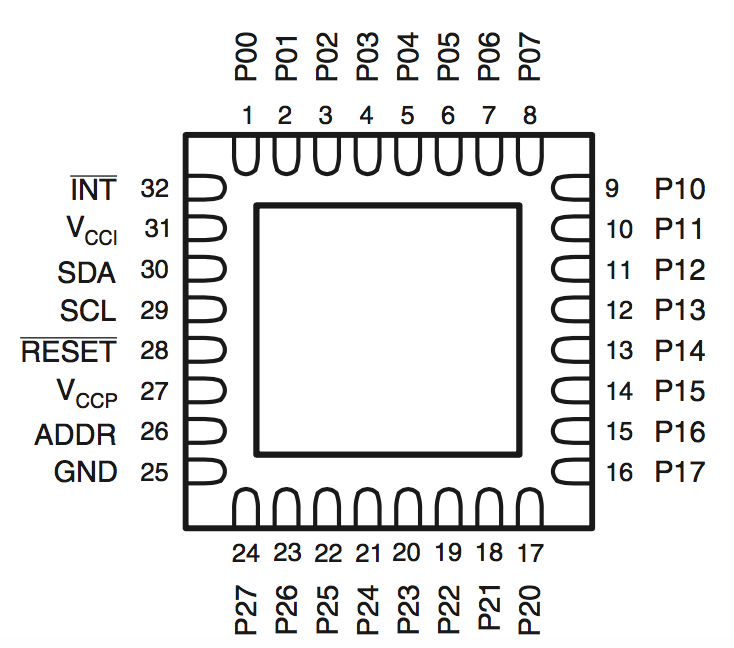 P00 P01 P02 P03 P04 P05 P06 P07
1 2 3 4 5 6 7 8
INT 32 9 P10
VCCI 31 10 P11
SDA 30 11 P12
SCL 29 12 P13
RESET 28 13 P14
VCCP 27 14 P15
ADDR 26 15 P16
GND 25 16 P17
24 23 22 21 20 19 18 17
P27 P26 P25 P24 P23 P22 P21 P20